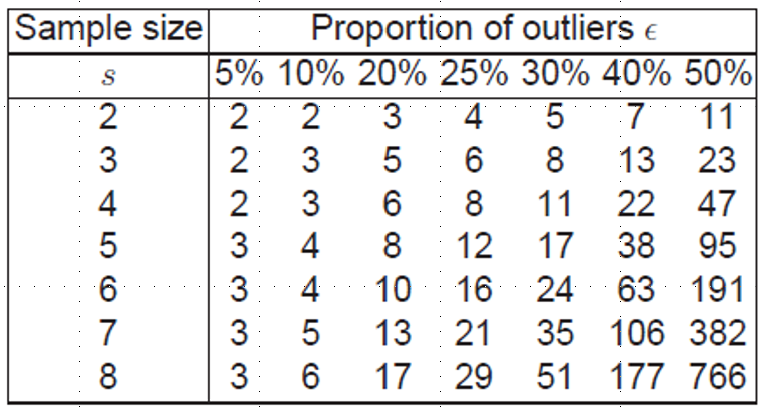 Sample size Proportion of outliers ϵ
s 5% 10% 20% 25% 30% 40% 50%
2 2 2 3 4 5 7 11
3 2 3 5 6 8 13 23
4 2 3 6 8 11 22 47
5 3 4 8 12 17 38 95
6 3 4 10 16 24 63 191
7 3 5 13 21 35 106 382
8 3 6 17 29 51 177 766